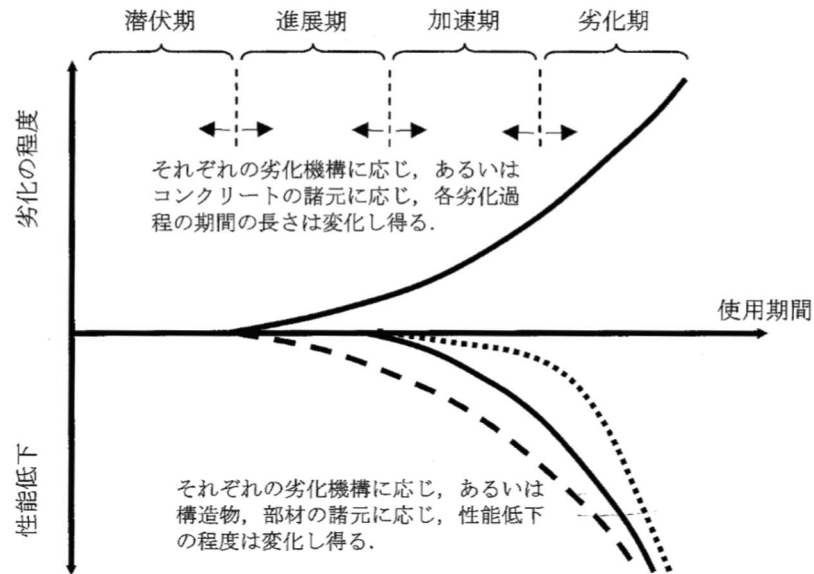 潜伏期 進展期 加速期 劣化期
劣化の程度
それぞれの劣化機構に応じ,あるいは
コンクリートの諸元に応じ,各劣化過
程の期間の長さは変化し得る.
使用期間
性能低下
それぞれの劣化機構に応じ,あるいは
構造物,部材の諸元に応じ,性能低下
の程度は変化し得る.